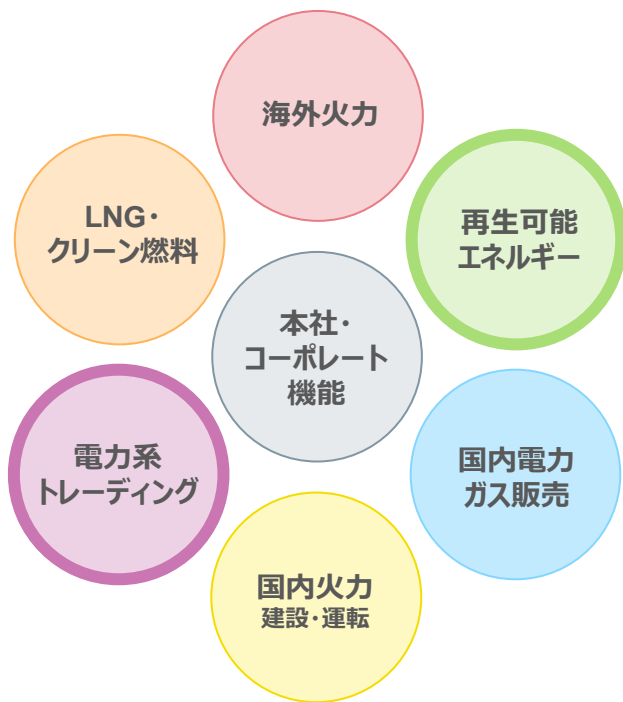 海外火力
LNG・
クリーン燃料
再生可能
エネルギー
本社・
コーポレート
機能
電力系
トレーディング
国内電力
ガス販売
国内火力
建設・運転